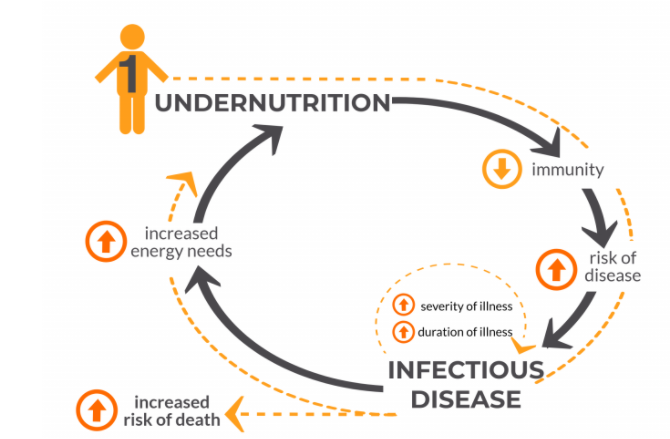 1
UNDERNUTRITION
immunity
risk of
disease
severity of illness
duration of illness
INFECTIOUS
DISEASE
increased
risk of death
increased
energy needs